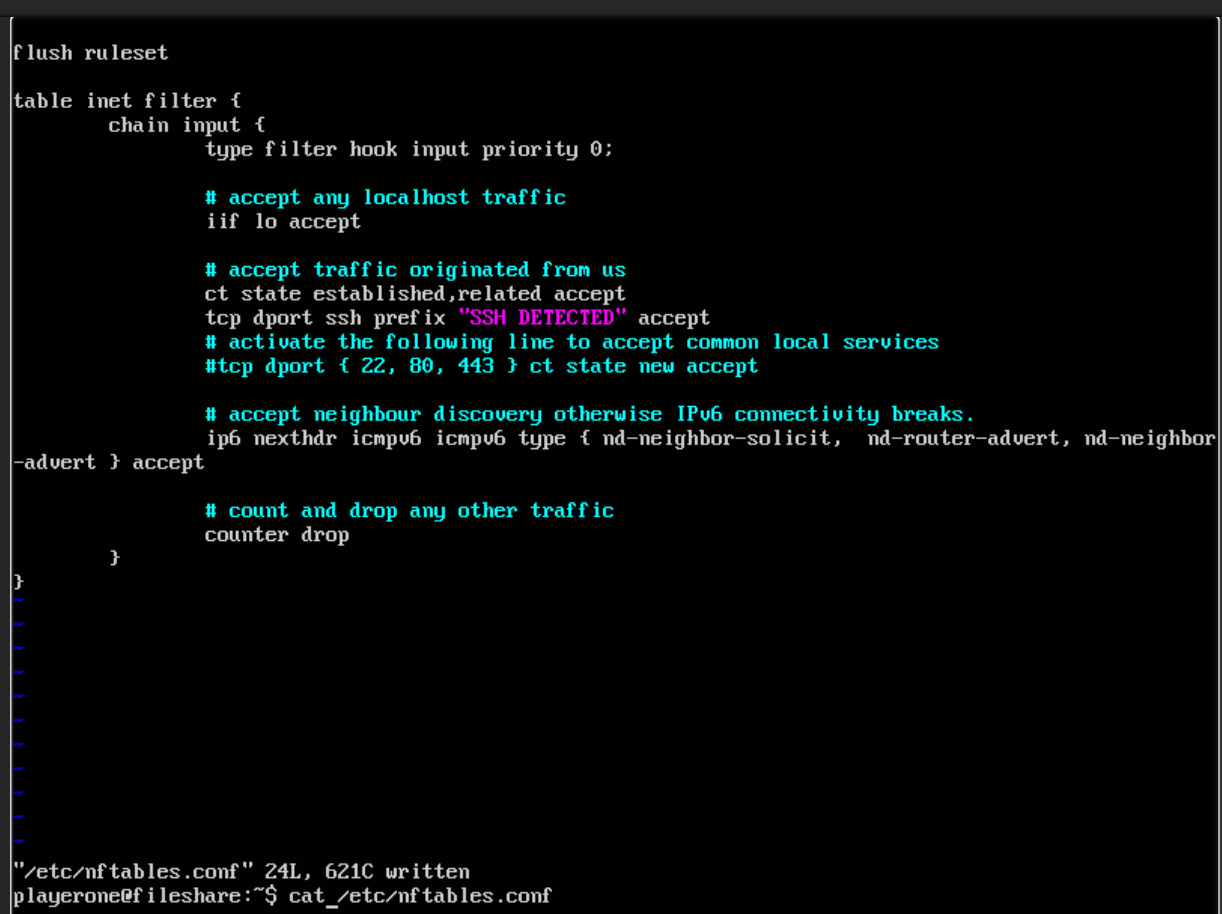 flush ruleset
table inet filter {
chain input {
type filter hook input priority 0;
# accept any localhost traffic
iif lo accept
# accept traffic originated from us
ct state established,related accept
tcp dport ssh prefix "SSH DETECTED" accept
# activate the following line to accept common local services
#tcp dport { 22, 80, 443 } ct state new accept
# accept neighbour discovery otherwise IPv6 connectivity breaks.
ip6 nexthdr icmpv6 icmpv6 type { nd-neighbor-solicit,  nd-router-advert, nd-neighbor
-advert } accept
# count and drop any other traffic
counter drop
}
}
~
~
~
~
~
~
~
~
~
~
~
"/etc/nftables.conf" 24L, 621C written
playerone@fileshare:~$ cat_/etc/nftables.conf